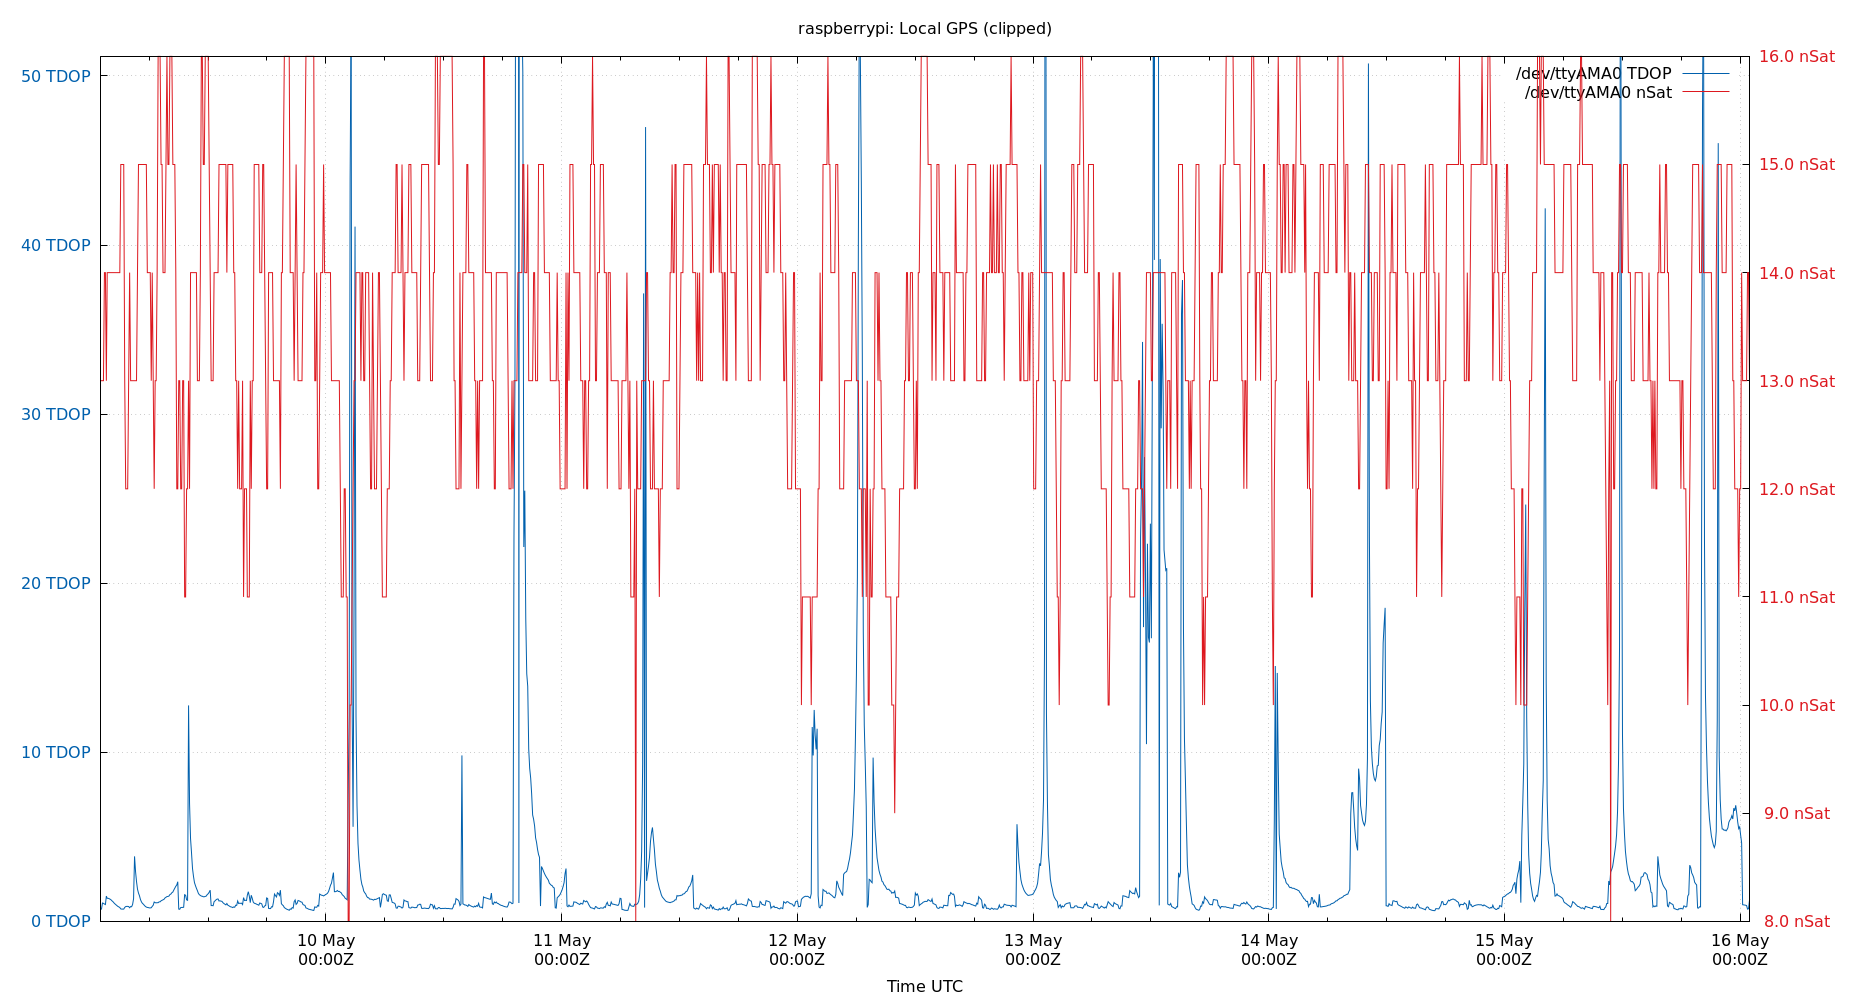 raspberrypi: Local GPS (clipped)
/dev/ttyAMA0 TDOP
/dev/ttyAMA0 nSat
50 TDOP
40 TDOP
30 TDOP
20 TDOP
10 TDOP
0 TDOP
16.0 nSat
15.0 nSat
14.0 nSat
13.0 nSat
12.0 nSat
11.0 nSat
10.0 nSat
9.0 nSat
8.0 nSat
10 May
00:00Z
11 May
00:00Z
12 May
00:00Z
13 May
00:00Z
14 May
00:00Z
15 May
00:00Z
16 May
00:00Z
Time UTC